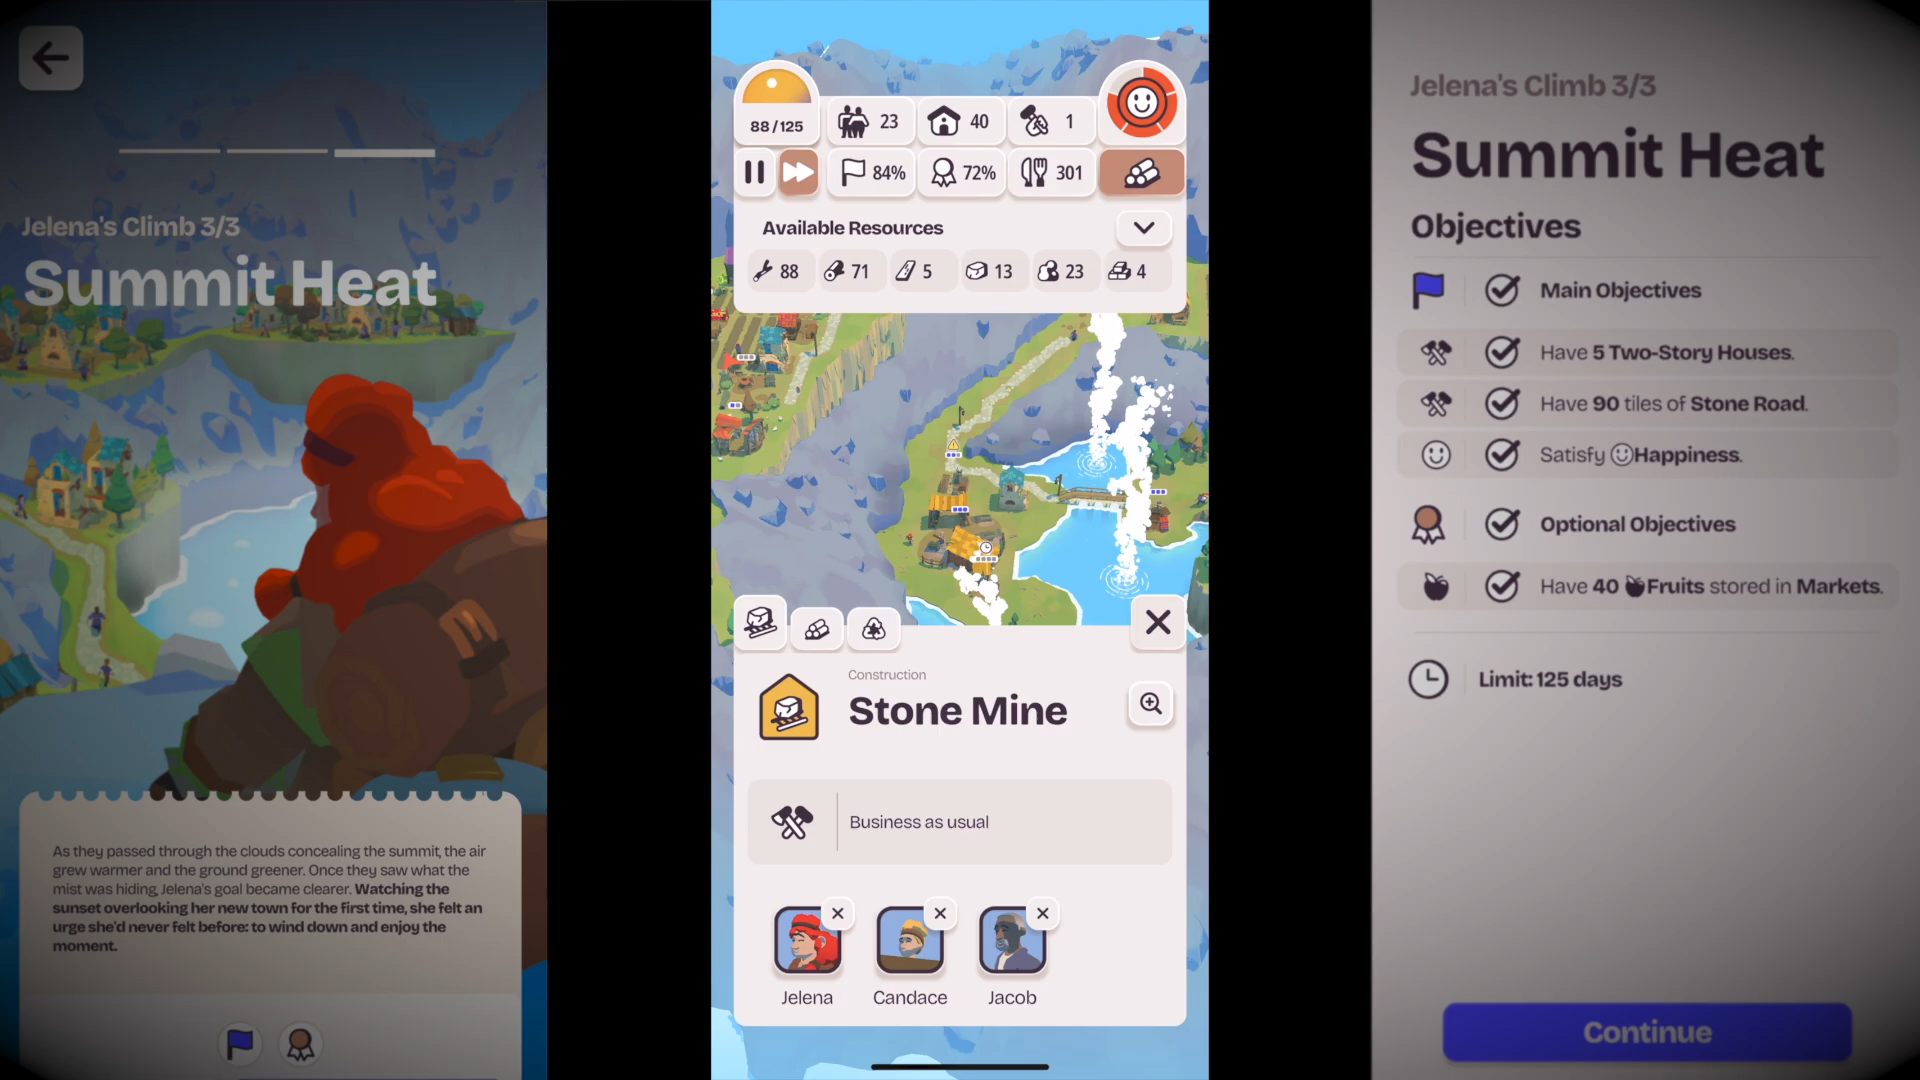 Jelena's Climb 3/3
Summit Heat
As they passed through the clouds concealing the summit, the air
grew warmer and the ground greener. Once they saw what the
mist was hiding, Jelena's goal became clearer. Watching the
sunset overlooking her new town for the first time, she felt an
urge she'd never felt before: to wind down and enjoy the
moment.
88/125
23
40
1
84%
72%
301
Available Resources
88
71
5
13
23
4
Construction
Stone Mine
Business as usual
Jelena
Candace
Jacob
Jelena's Climb 3/3
Summit Heat
Objectives
Main Objectives
Have 5 Two-Story Houses.
Have 90 tiles of Stone Road.
Satisfy Happiness.
Optional Objectives
Have 40 Fruits stored in Markets.
Limit: 125 days
Continue